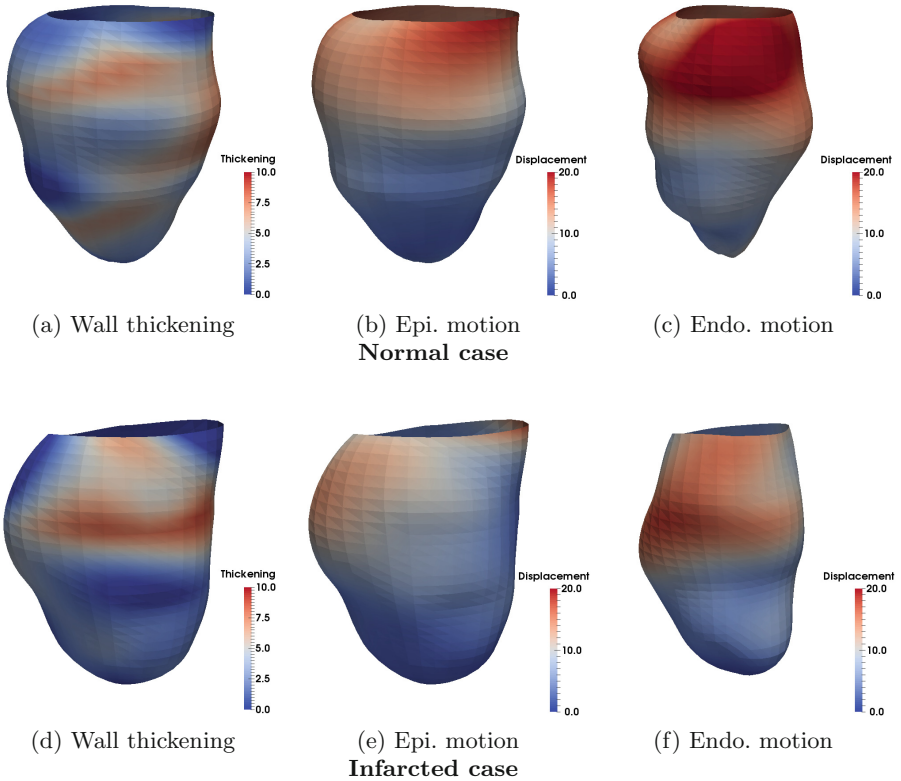 Thickening
10.0
7.5
5.0
2.5
0.0
Displacement
20.0
10.0
0.0
Displacement
20.0
10.0
0.0
(a) Wall thickening
(b) Epi. motion
(c) Endo. motion
Normal case
Thickening
10.0
7.5
5.0
2.5
0.0
Displacement
20.0
10.0
0.0
Displacement
20.0
10.0
0.0
(d) Wall thickening
(e) Epi. motion
(f) Endo. motion
Infarcted case